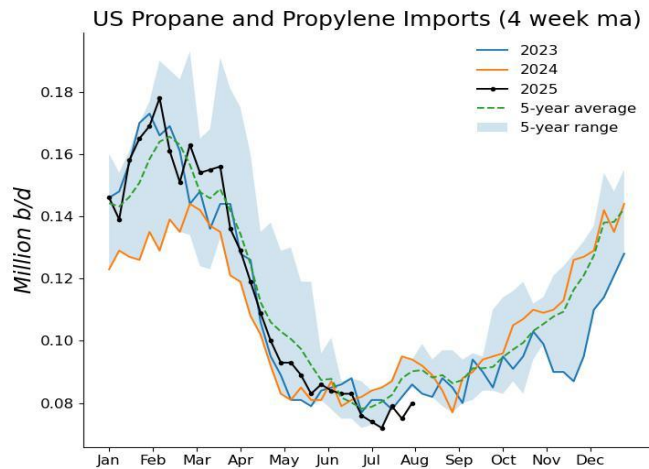 US Propane and Propylene Imports (4 week ma)
2023
2024
2025
5-year average
5-year range
Million b/d
0.18
0.16
0.14
0.12
0.10
0.08
Jan Feb Mar Apr May Jun Jul Aug Sep Oct Nov Dec